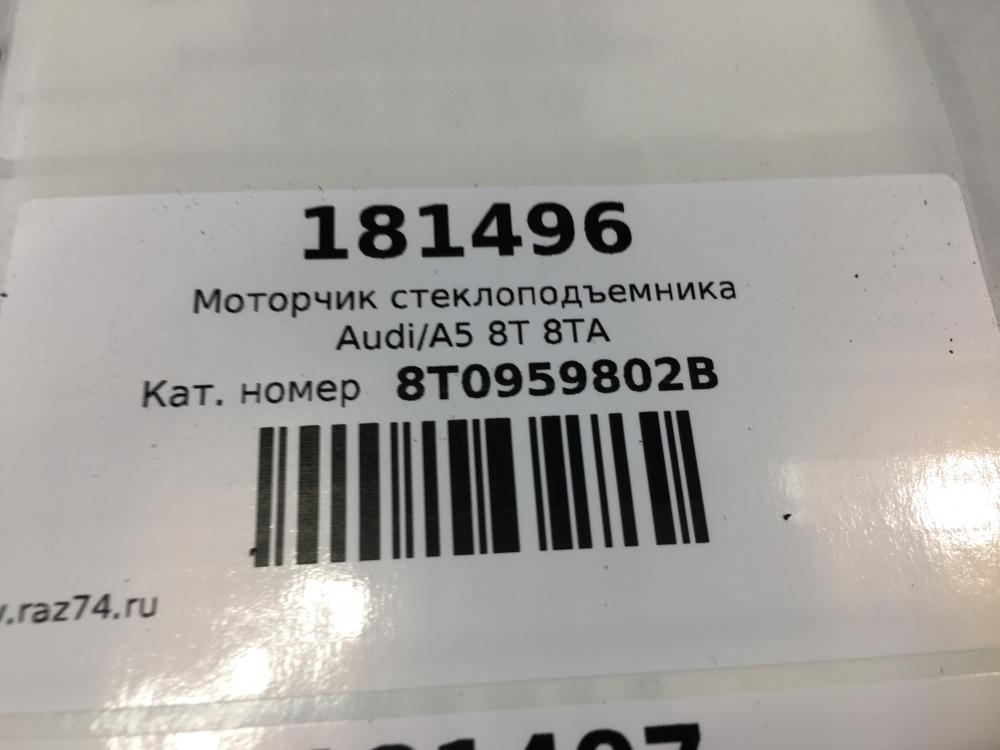 181496
Моторчик стеклоподъемника
Audi/A5 8T 8TA
Кат. номер 8T0959802B
.raz74.ru